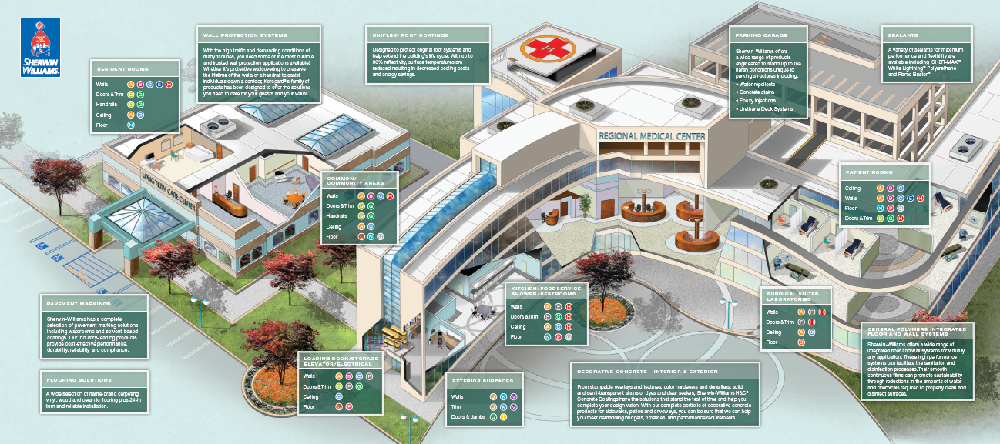 SHERWIN
WILLIAMS.
RESIDENT ROOMS
Walls A B C E H
Doors & Trim D G
Handrails D G
Ceiling A C
Floor N
WALL PROTECTION SYSTEMS
With the high traffic and demanding conditions of
many facilities, you need some of the most durable
and trusted wall protection applications available!
Whether it's protective wallcovering to preserve
the lifetime of the walls or a handrail to assist
individuals down a corridor, Korogard®'s family of
products has been designed to offer the solutions
you need to care for your guests and your walls!
UNIFLEX® ROOF COATINGS
Designed to protect original roof systems and
help extend the building's life cycle. With up to
90% reflectivity, surface temperatures are
reduced resulting in decreased cooling costs
and energy savings.
PARKING GARAGE
Sherwin-Williams offers
a wide range of products
engineered to stand up to the
harsh conditions unique to
parking structures including:
• Water repellents
• Concrete stains
• Epoxy injections
• Urethane Deck Systems
SEALANTS
A variety of sealants for maximum
performance and flexibility are
available including SHER-MAX,™
White Lightning™ Polyurethane
and Flame Buster.™
REGIONAL MEDICAL CENTER
LONG TERM CARE CENTER
COMMON/
COMMUNITY AREAS
Walls A B C H
Doors & Trim D G
Handrails D G
Ceiling A C
Floor L N Q
PATIENT ROOMS
Ceiling A B C
Walls A B C E H
Floor N P Q
Doors & Trim D G H
PAVEMENT MARKINGS
Sherwin-Williams has a complete
selection of pavement marking solutions
including waterborne and solvent-based
coatings. Our industry-leading products
provide cost-effective performance,
durability, reliability and compliance.
FLOORING SOLUTIONS
A wide selection of name-brand carpeting,
vinyl, wood and ceramic flooring plus 24-hr
turn and reliable installation.
LOADING DOCK/STORAGE
ELEVATOR/ELECTRICAL
Walls A B C F
Doors & Trim D F G
Ceiling C
Floor L P
KITCHEN/FOODSERVICE
SHOWER/RESTROOMS
Walls A F H
Doors & Trim F G H
Ceiling A C H
Floor N P Q
EXTERIOR SURFACES
Walls J K M
Trim J K M
Doors & Jambs G I
DECORATIVE CONCRETE – INTERIOR & EXTERIOR
From stampable overlays and textures, color hardeners and densifiers, solid
and semi-transparent stains or dyes and clear sealers, Sherwin-Williams H&C®
Concrete Coatings have the solutions that stand the test of time and help you
complete your design vision. With our complete portfolio of decorative concrete
products for sidewalks, patios and driveways, you can be sure that we can help
you meet demanding budgets, timelines, and performance requirements.
SURGICAL SUITES
LABORATORIES
Walls A F H
Doors & Trim F H
Ceiling A C
Floor O
GENERAL POLYMERS INTEGRATED
FLOOR AND WALL SYSTEMS
Sherwin-Williams offers a wide range of
integrated floor and wall systems for virtually
any application. These high performance
systems can facilitate the sanitation and
disinfection processes. Their smooth
continuous films can promote sustainability
through reductions in the amounts of water
and chemicals required to properly clean and
disinfect surfaces.